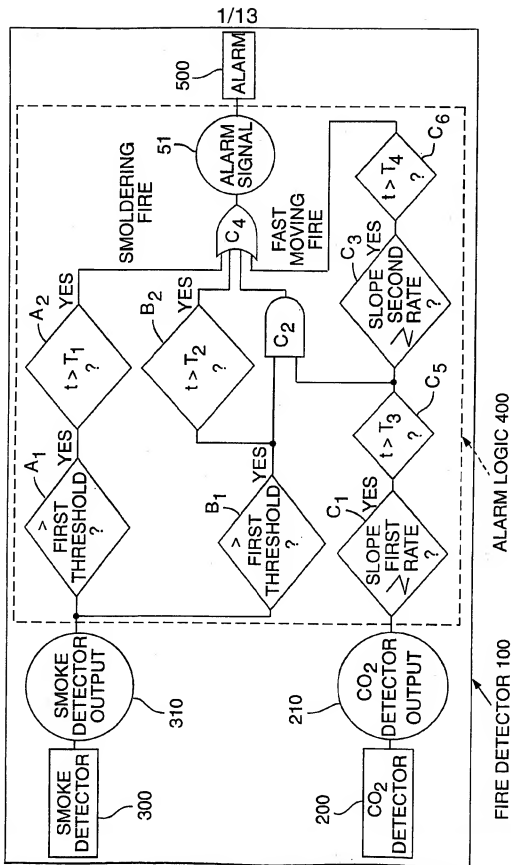 1/13
SMOKE
DETECTOR
300
SMOKE
DETECTOR
OUTPUT
310
A1
>
FIRST
THRESHOLD
?
YES
A2
t > T1
?
YES
SMOLDERING
FIRE
B1
>
FIRST
THRESHOLD
?
YES
B2
t > T2
?
YES
C2
C4
FAST
MOVING
FIRE
51
ALARM
SIGNAL
500
ALARM
CO2
DETECTOR
200
CO2
DETECTOR
OUTPUT
210
C1
SLOPE
≥ FIRST
RATE
?
YES
t > T3
?
C5
C3
SLOPE
≥ SECOND
RATE
?
YES
t > T4
?
C6
FIRE DETECTOR 100
ALARM LOGIC 400